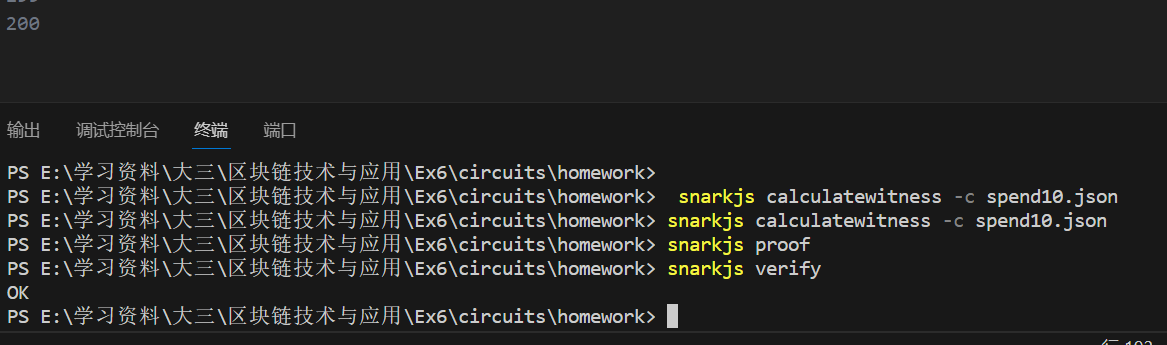 200
输出 调试控制台 终端 端口
PS E:\学习资料\大三\区块链技术与应用\Ex6\circuits\homework>
PS E:\学习资料\大三\区块链技术与应用\Ex6\circuits\homework>  snarkjs calculatewitness -c spend10.json
PS E:\学习资料\大三\区块链技术与应用\Ex6\circuits\homework> snarkjs calculatewitness -c spend10.json
PS E:\学习资料\大三\区块链技术与应用\Ex6\circuits\homework> snarkjs proof
PS E:\学习资料\大三\区块链技术与应用\Ex6\circuits\homework> snarkjs verify
OK
PS E:\学习资料\大三\区块链技术与应用\Ex6\circuits\homework>